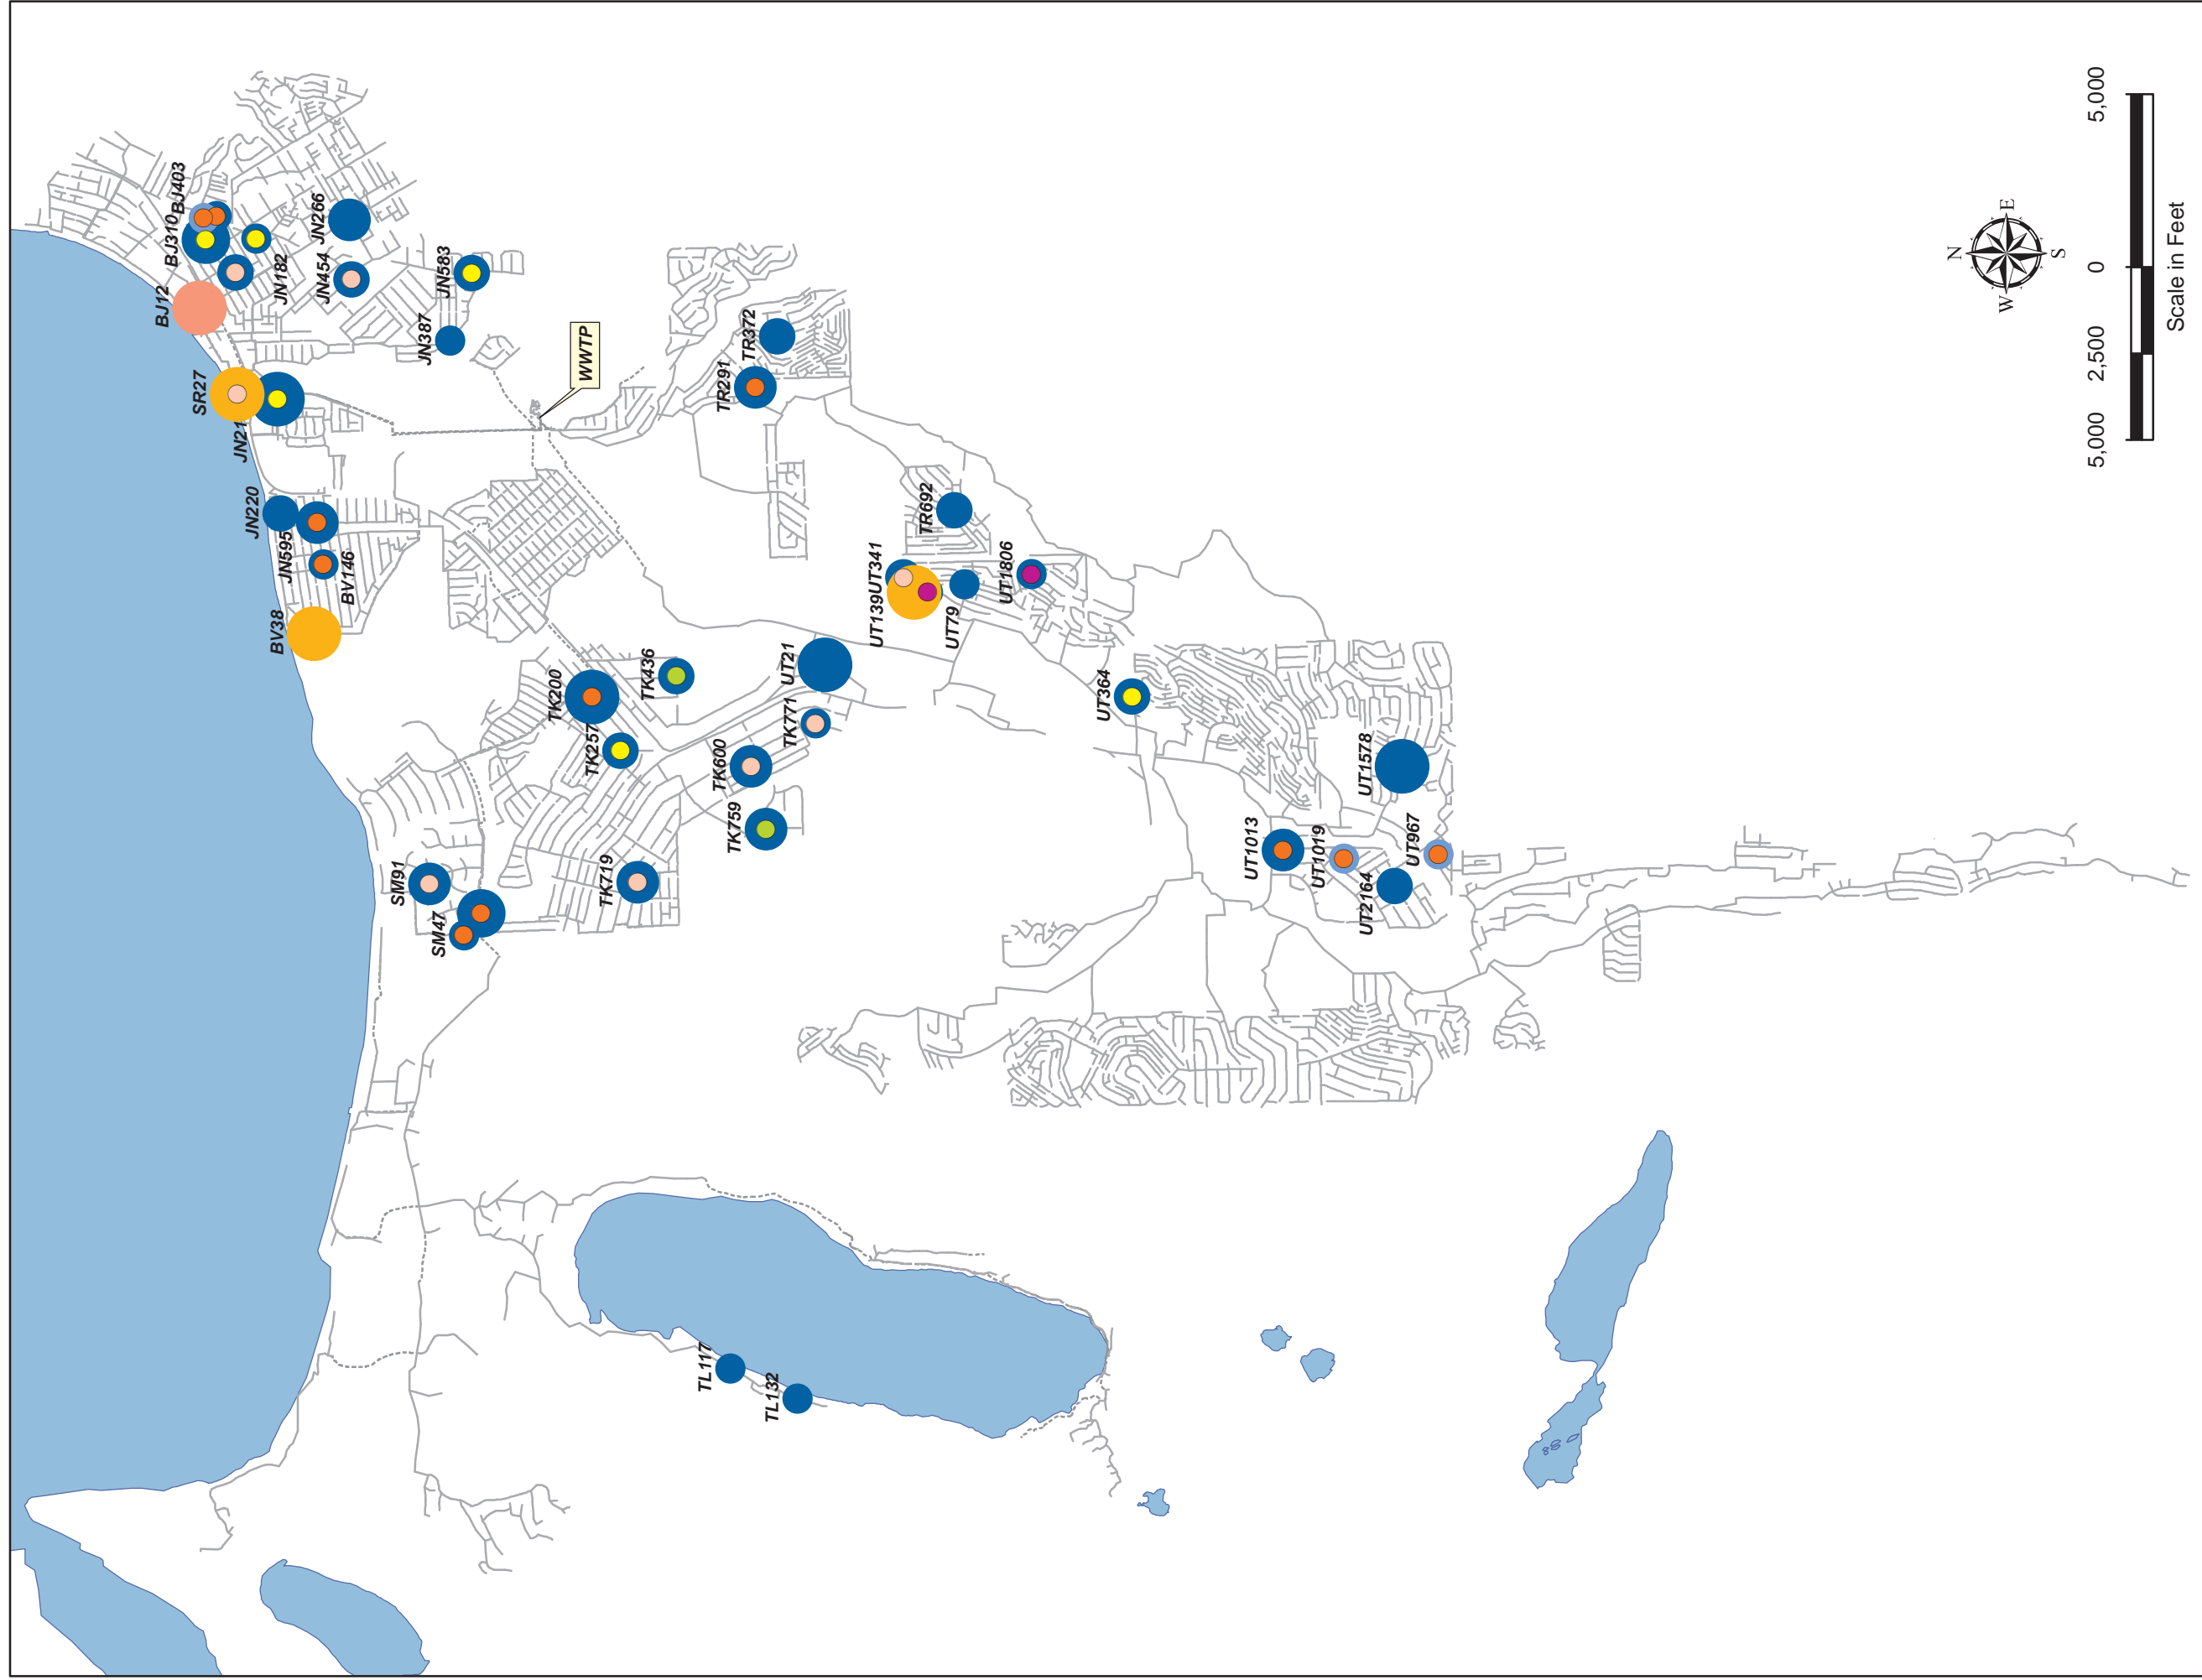 BJ403
BJ310
BJ12
JN266
JN182
JN454
JN583
JN387
SR27
JN21
WWTP
TR372
TR291
JN220
JN595
BV146
BV38
TR692
UT341
UT139
UT79
UT1806
TK200
TK436
UT21
TK257
TK771
TK600
TK759
UT364
UT1578
SM91
SM47
TK719
UT1013
UT1019
UT967
UT2164
TL117
TL132
N
W
E
S
5,000
2,500
0
5,000
Scale in Feet